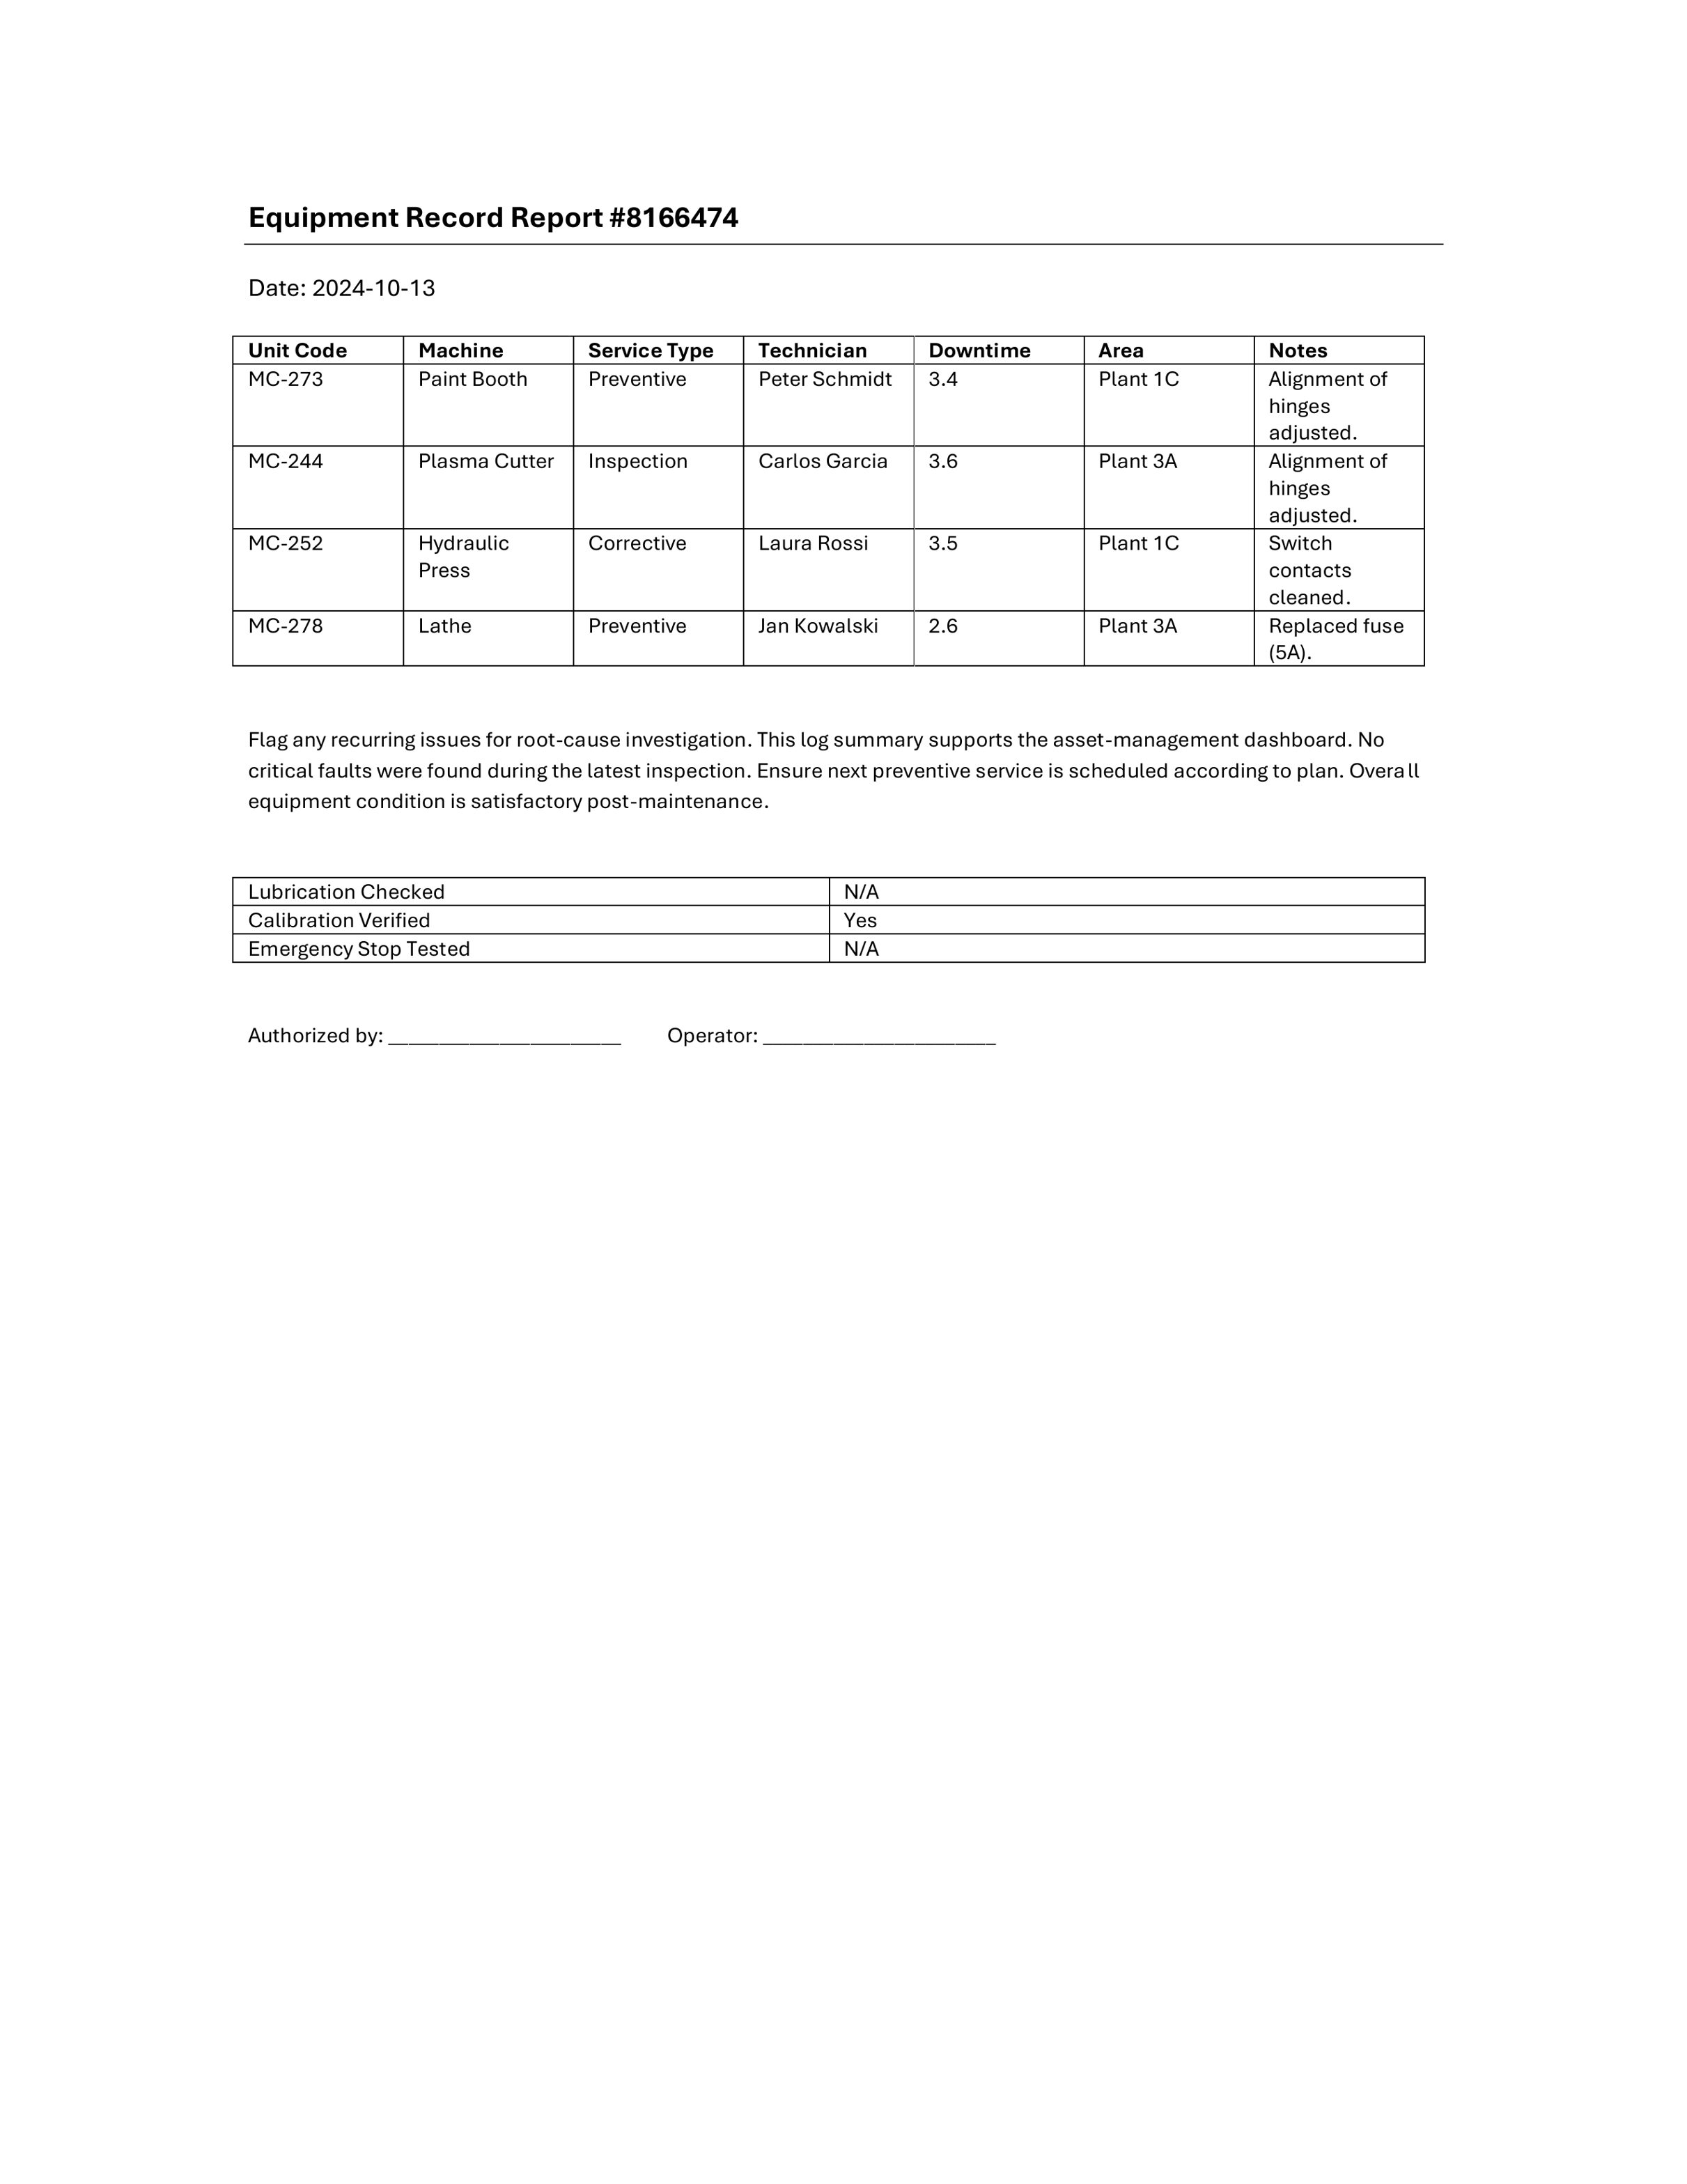 Equipment Record Report #8166474
Date: 2024-10-13
Unit Code Machine Service Type Technician Downtime Area Notes
MC-273 Paint Booth Preventive Peter Schmidt 3.4 Plant 1C Alignment of
hinges
adjusted.
MC-244 Plasma Cutter Inspection Carlos Garcia 3.6 Plant 3A Alignment of
hinges
adjusted.
MC-252 Hydraulic Corrective Laura Rossi 3.5 Plant 1C Switch
Press contacts
cleaned.
MC-278 Lathe Preventive Jan Kowalski 2.6 Plant 3A Replaced fuse
(5A).
Flag any recurring issues for root-cause investigation. This log summary supports the asset-management dashboard. No
critical faults were found during the latest inspection. Ensure next preventive service is scheduled according to plan. Overall
equipment condition is satisfactory post-maintenance.
Lubrication Checked N/A
Calibration Verified Yes
Emergency Stop Tested N/A
Authorized by: _______________________ Operator: _______________________